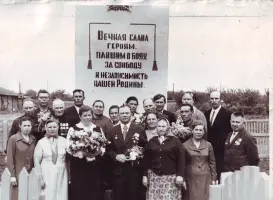 Вечная слава
героям,
павшим в бою
за свободу
и независимость
нашей Родины!